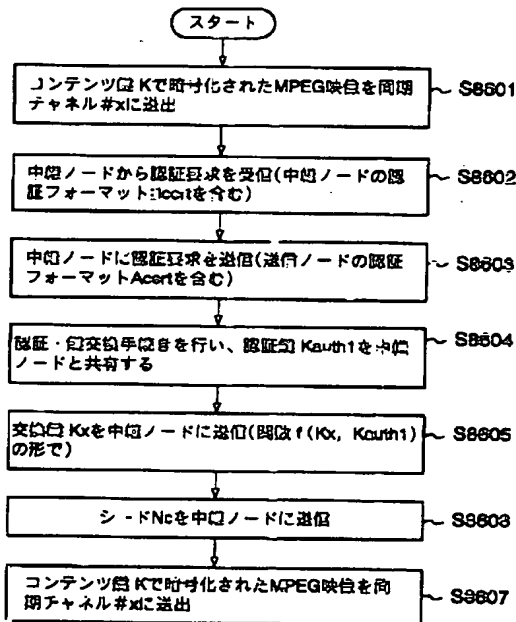 スタート
コンテンツ鍵Kで暗号化されたMPEG映像を同期
チャネル#xに送出
S8601
中継ノードから認証要求を受信(中継ノードの認
証フォーマットBcertを含む)
S8602
中継ノードに認証要求を送信(送信ノードの認証
フォーマットAcertを含む)
S8603
認証・鍵交換手続きを行い、認証鍵Kauth1を中継
ノードと共有する
S8604
交換鍵Kxを中継ノードに送信(関数f(Kx, Kauth1)
の形で)
S8605
シードNcを中継ノードに送信
S8606
コンテンツ鍵Kで暗号化されたMPEG映像を同
期チャネル#xに送出
S8607